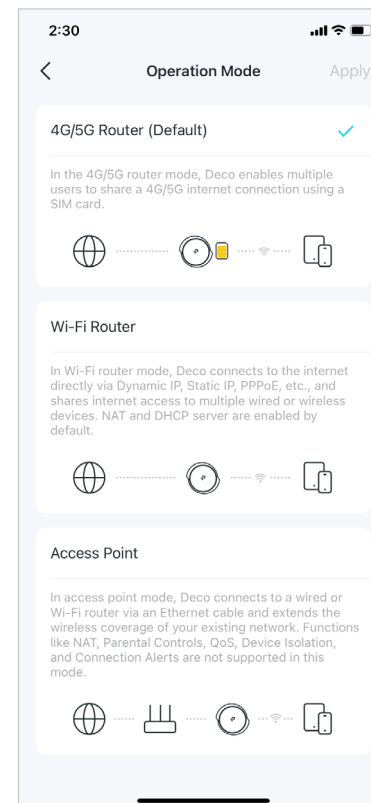 2:30
Operation Mode
Apply
4G/5G Router (Default)
In the 4G/5G router mode, Deco enables multiple
users to share a 4G/5G internet connection using a
SIM card.
Wi-Fi Router
In Wi-Fi router mode, Deco connects to the internet
directly via Dynamic IP, Static IP, PPPoE, etc., and
shares internet access to multiple wired or wireless
devices. NAT and DHCP server are enabled by
default.
Access Point
In access point mode, Deco connects to a wired or
Wi-Fi router via an Ethernet cable and extends the
wireless coverage of your existing network. Functions
like NAT, Parental Controls, QoS, Device Isolation,
and Connection Alerts are not supported in this
mode.